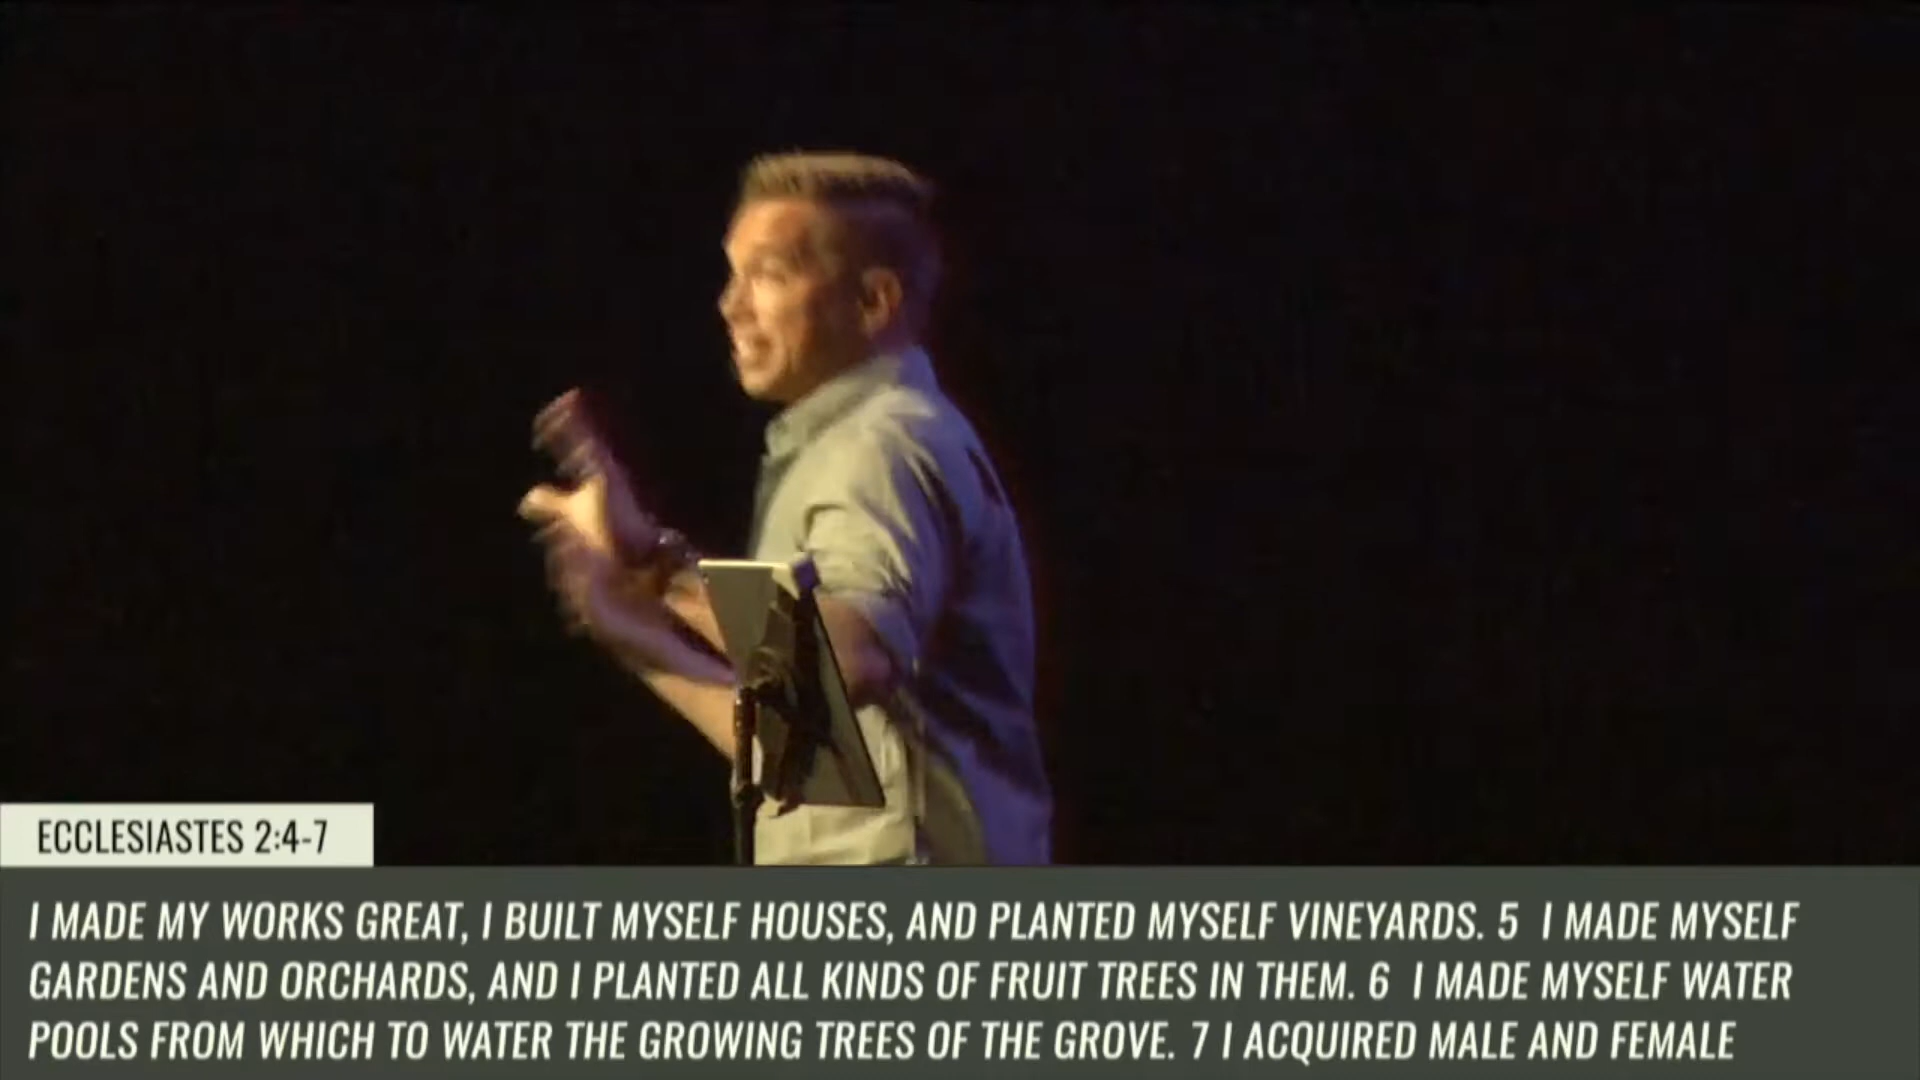 ECCLESIASTES 2:4-7
I MADE MY WORKS GREAT, I BUILT MYSELF HOUSES, AND PLANTED MYSELF VINEYARDS. 5 I MADE MYSELF
GARDENS AND ORCHARDS, AND I PLANTED ALL KINDS OF FRUIT TREES IN THEM. 6 I MADE MYSELF WATER
POOLS FROM WHICH TO WATER THE GROWING TREES OF THE GROVE. 7 I ACQUIRED MALE AND FEMALE